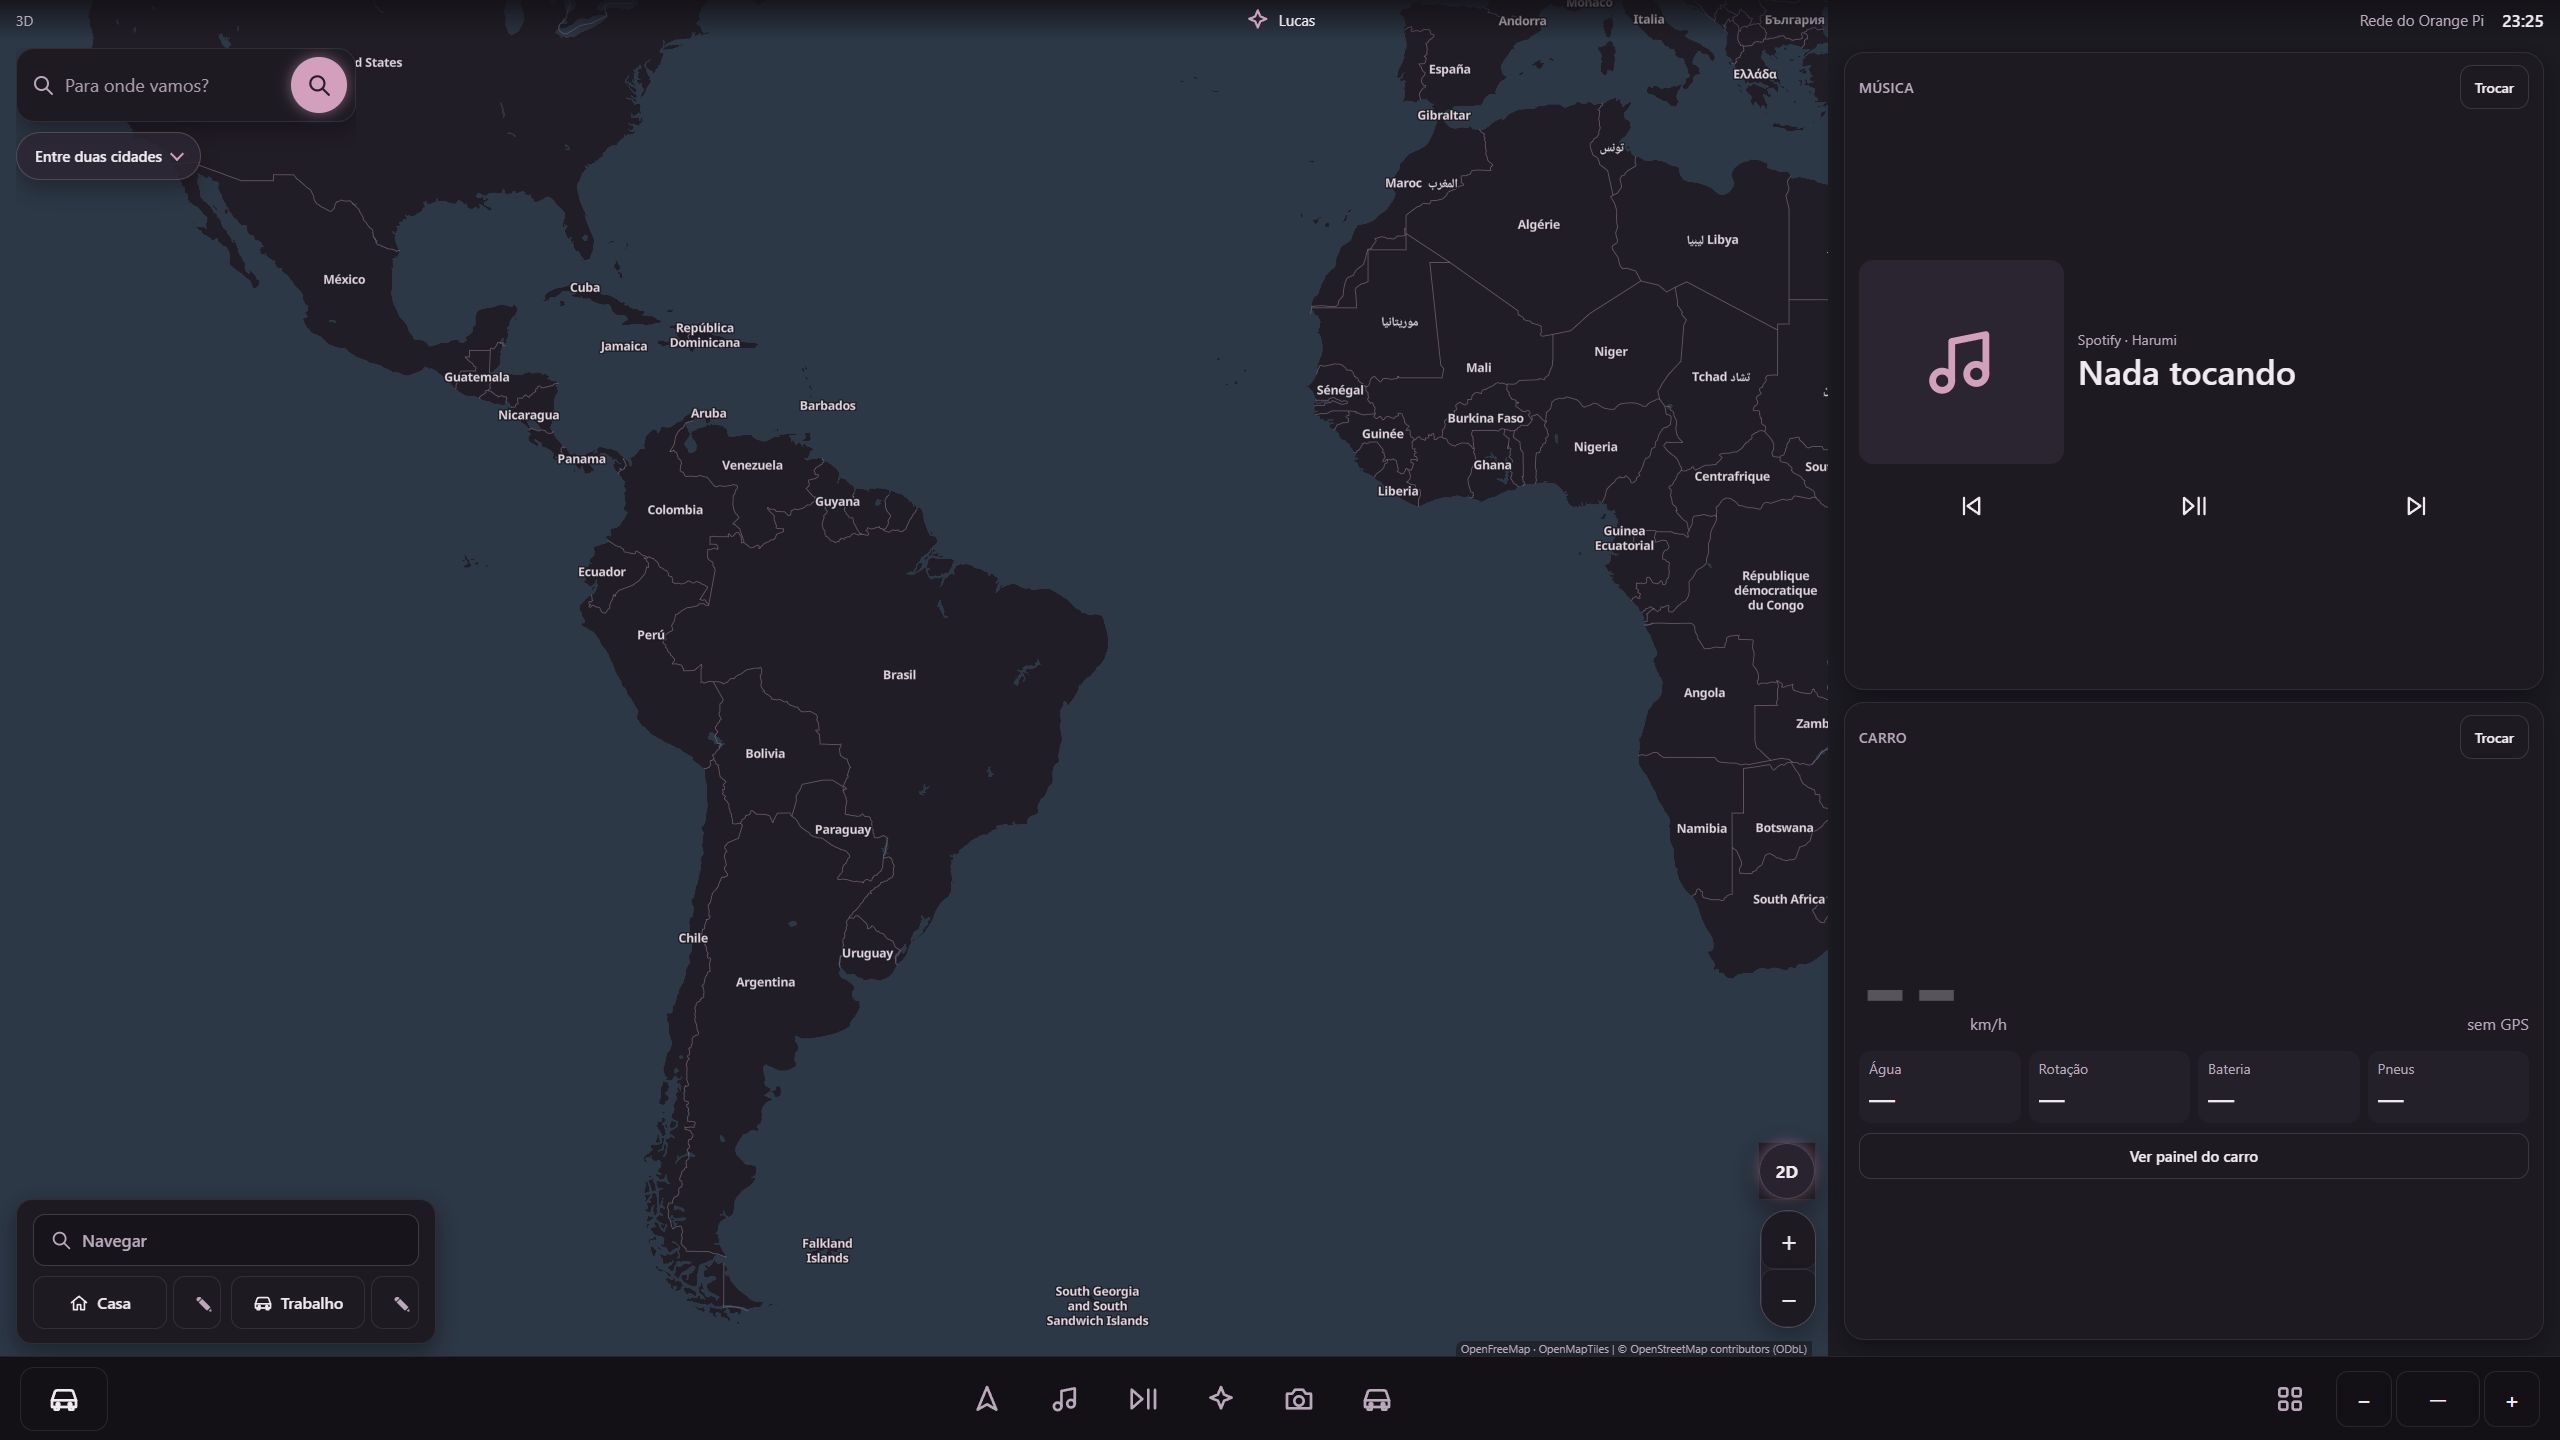 3D
Lucas
Rede do Orange Pi
23:25
Para onde vamos?
Entre duas cidades
d States
México
Cuba
República
Dominicana
Jamaica
Guatemala
Nicaragua
Aruba
Barbados
Panama
Venezuela
Guyana
Colombia
Ecuador
Perú
Brasil
Bolivia
Paraguay
Chile
Uruguay
Argentina
Falkland
Islands
South Georgia
and South
Sandwich Islands
Andorra
Monaco
Italia
България
España
Ελλάδα
Gibraltar
تونس
Maroc المغرب
Algérie
ليبيا Libya
موريتانيا
Mali
Niger
Tchad تشاد
Sénégal
Burkina Faso
Guinée
Nigeria
Ghana
Liberia
Centrafrique
Sou
Guinea
Ecuatorial
République
démocratique
du Congo
Angola
Zamb
Namibia
Botswana
South Africa
2D
+
−
Navegar
Casa
Trabalho
OpenFreeMap · OpenMapTiles | © OpenStreetMap contributors (ODbL)
MÚSICA
Trocar
Spotify · Harumi
Nada tocando
CARRO
Trocar
— —
km/h
sem GPS
Água
—
Rotação
—
Bateria
—
Pneus
—
Ver painel do carro
− — +